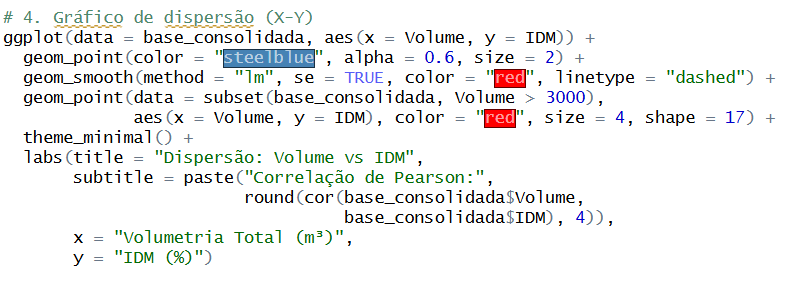 # 4. Gráfico de dispersão (X-Y)
ggplot(data = base_consolidada, aes(x = Volume, y = IDM)) +
  geom_point(color = "steelblue", alpha = 0.6, size = 2) +
  geom_smooth(method = "lm", se = TRUE, color = "red", linetype = "dashed") +
  geom_point(data = subset(base_consolidada, Volume > 3000),
             aes(x = Volume, y = IDM), color = "red", size = 4, shape = 17) +
  theme_minimal() +
  labs(title = "Dispersão: Volume vs IDM",
       subtitle = paste("Correlação de Pearson:",
                        round(cor(base_consolidada$Volume,
                                  base_consolidada$IDM), 4)),
       x = "Volumetria Total (m³)",
       y = "IDM (%)")